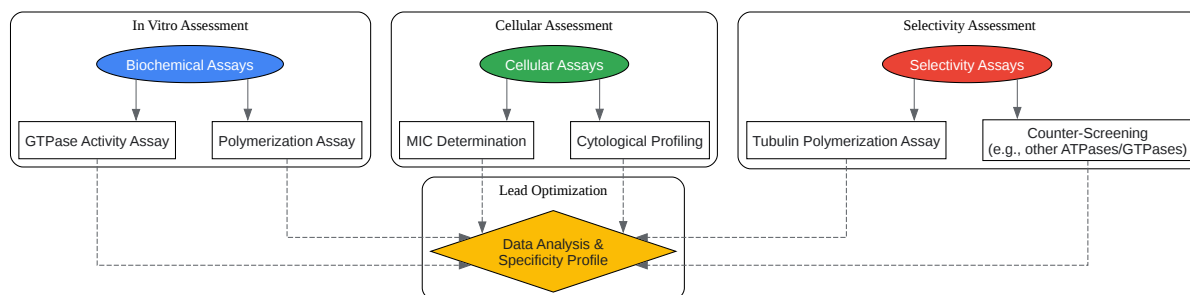 In Vitro Assessment
Cellular Assessment
Selectivity Assessment
Biochemical Assays
Cellular Assays
Selectivity Assays
GTPase Activity Assay
Polymerization Assay
MIC Determination
Cytological Profiling
Tubulin Polymerization Assay
Counter-Screening
(e.g., other ATPases/GTPases)
Lead Optimization
Data Analysis &
Specificity Profile